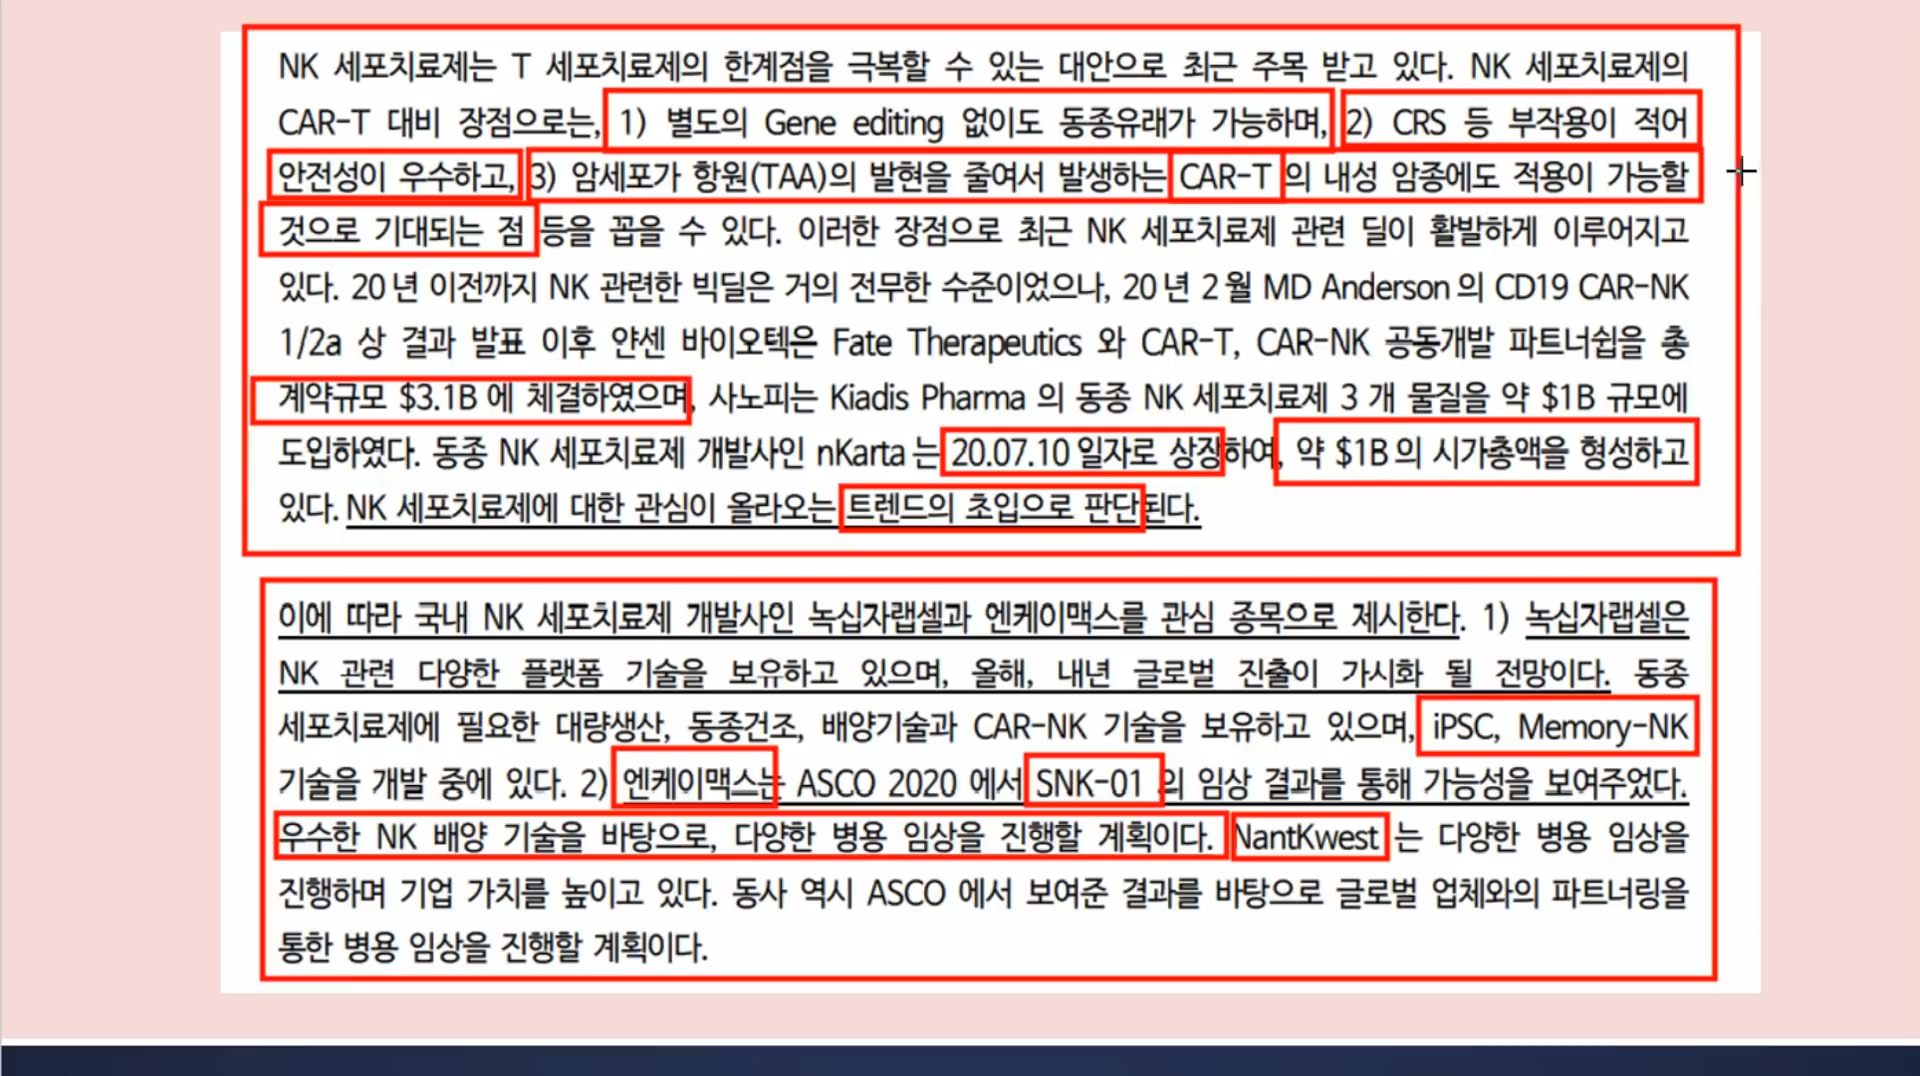 NK 세포치료제는 T 세포치료제의 한계점을 극복할 수 있는 대안으로 최근 주목 받고 있다. NK 세포치료제의
CAR-T 대비 장점으로는, 1) 별도의 Gene editing 없이도 동종유래가 가능하며, 2) CRS 등 부작용이 적어
안전성이 우수하고, 3) 암세포가 항원(TAA)의 발현을 줄여서 발생하는 CAR-T 의 내성 암종에도 적용이 가능할
것으로 기대되는 점 등을 꼽을 수 있다. 이러한 장점으로 최근 NK 세포치료제 관련 딜이 활발하게 이루어지고
있다. 20 년 이전까지 NK 관련한 빅딜은 거의 전무한 수준이었으나, 20 년 2 월 MD Anderson 의 CD19 CAR-NK
1/2a 상 결과 발표 이후 얀센 바이오텍은 Fate Therapeutics 와 CAR-T, CAR-NK 공동개발 파트너쉽을 총
계약규모 $3.1B 에 체결하였으며, 사노피는 Kiadis Pharma 의 동종 NK 세포치료제 3 개 물질을 약 $1B 규모에
도입하였다. 동종 NK 세포치료제 개발사인 nKarta 는 20.07.10 일자로 상장하여, 약 $1B 의 시가총액을 형성하고
있다. NK 세포치료제에 대한 관심이 올라오는 트렌드의 초입으로 판단된다.
이에 따라 국내 NK 세포치료제 개발사인 녹십자랩셀과 엔케이맥스를 관심 종목으로 제시한다. 1) 녹십자랩셀은
NK 관련 다양한 플랫폼 기술을 보유하고 있으며, 올해, 내년 글로벌 진출이 가시화 될 전망이다. 동종
세포치료제에 필요한 대량생산, 동종건조, 배양기술과 CAR-NK 기술을 보유하고 있으며, iPSC, Memory-NK
기술을 개발 중에 있다. 2) 엔케이맥스는 ASCO 2020 에서 SNK-01 의 임상 결과를 통해 가능성을 보여주었다.
우수한 NK 배양 기술을 바탕으로, 다양한 병용 임상을 진행할 계획이다. NantKwest 는 다양한 병용 임상을
진행하며 기업 가치를 높이고 있다. 동사 역시 ASCO 에서 보여준 결과를 바탕으로 글로벌 업체와의 파트너링을
통한 병용 임상을 진행할 계획이다.